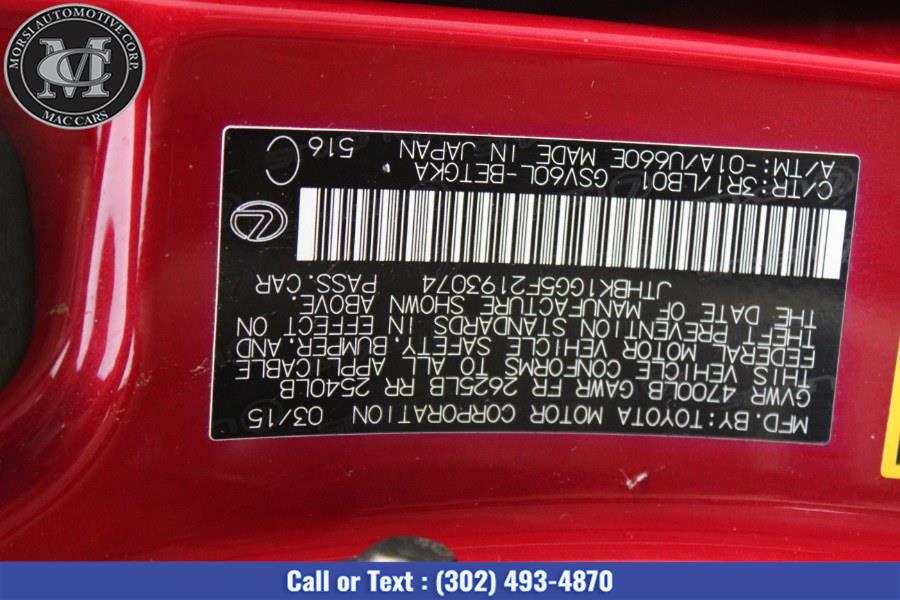 MORSI AUTOMOTIVE CORP.
MC
MAC CARS
MFD. BY: TOYOTA MOTOR CORPORATION 03/15
GVWR 4700LB GAWR FR 2625LB RR 2540LB
THIS VEHICLE CONFORMS TO ALL APPLICABLE
FEDERAL MOTOR VEHICLE SAFETY, BUMPER, AND
THEFT PREVENTION STANDARDS IN EFFECT ON
THE DATE OF MANUFACTURE SHOWN ABOVE.
JTHBK1GG5F2193074 PASS. CAR
C/TR:3R1/LB01 GSV60L-BETGKA
A/TM:-01A/U660E MADE IN JAPAN 516 C
Call or Text : (302) 493-4870